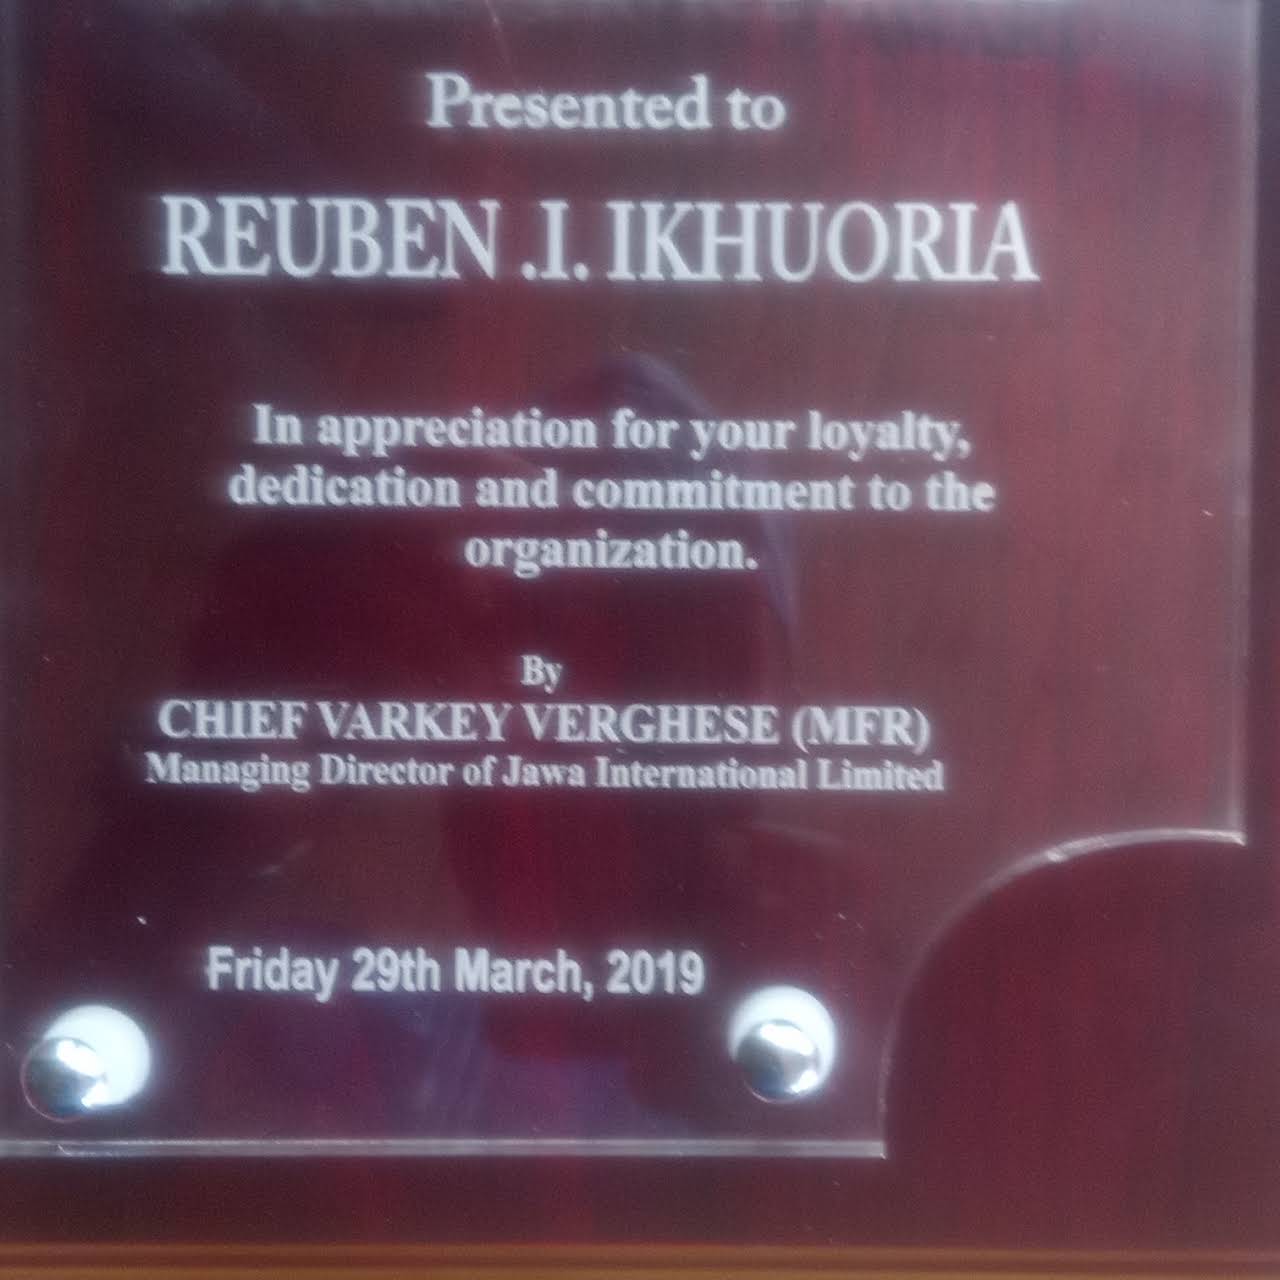 Presented to
REUBEN .I. IKHUORIA
In appreciation for your loyalty,
dedication and commitment to the
organization.
By
CHIEF VARKEY VERGHESE (MFR)
Managing Director of Jawa International Limited
Friday 29th March, 2019